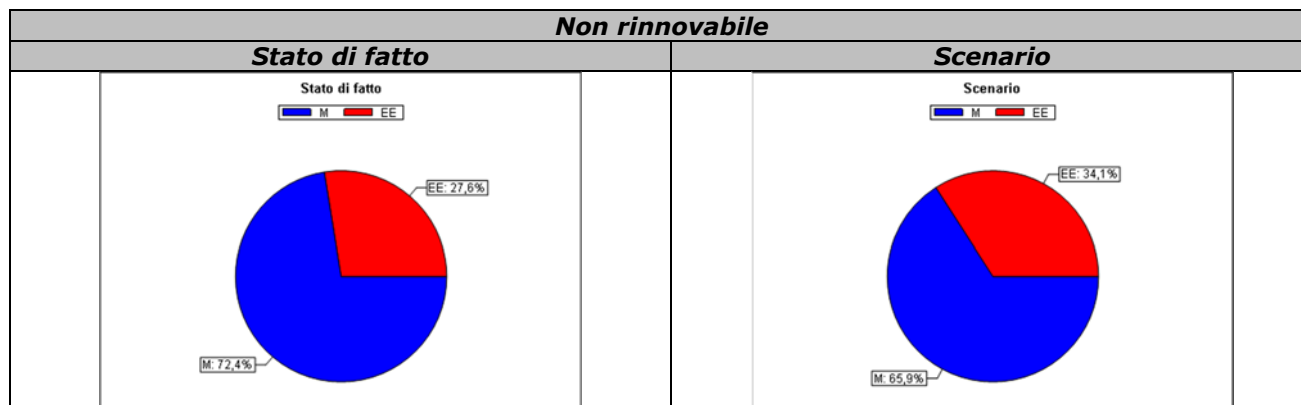 Non rinnovabile
Stato di fatto
Scenario
Stato di fatto
M EE
EE: 27,6%
M: 72,4%
Scenario
M EE
EE: 34,1%
M: 65,9%